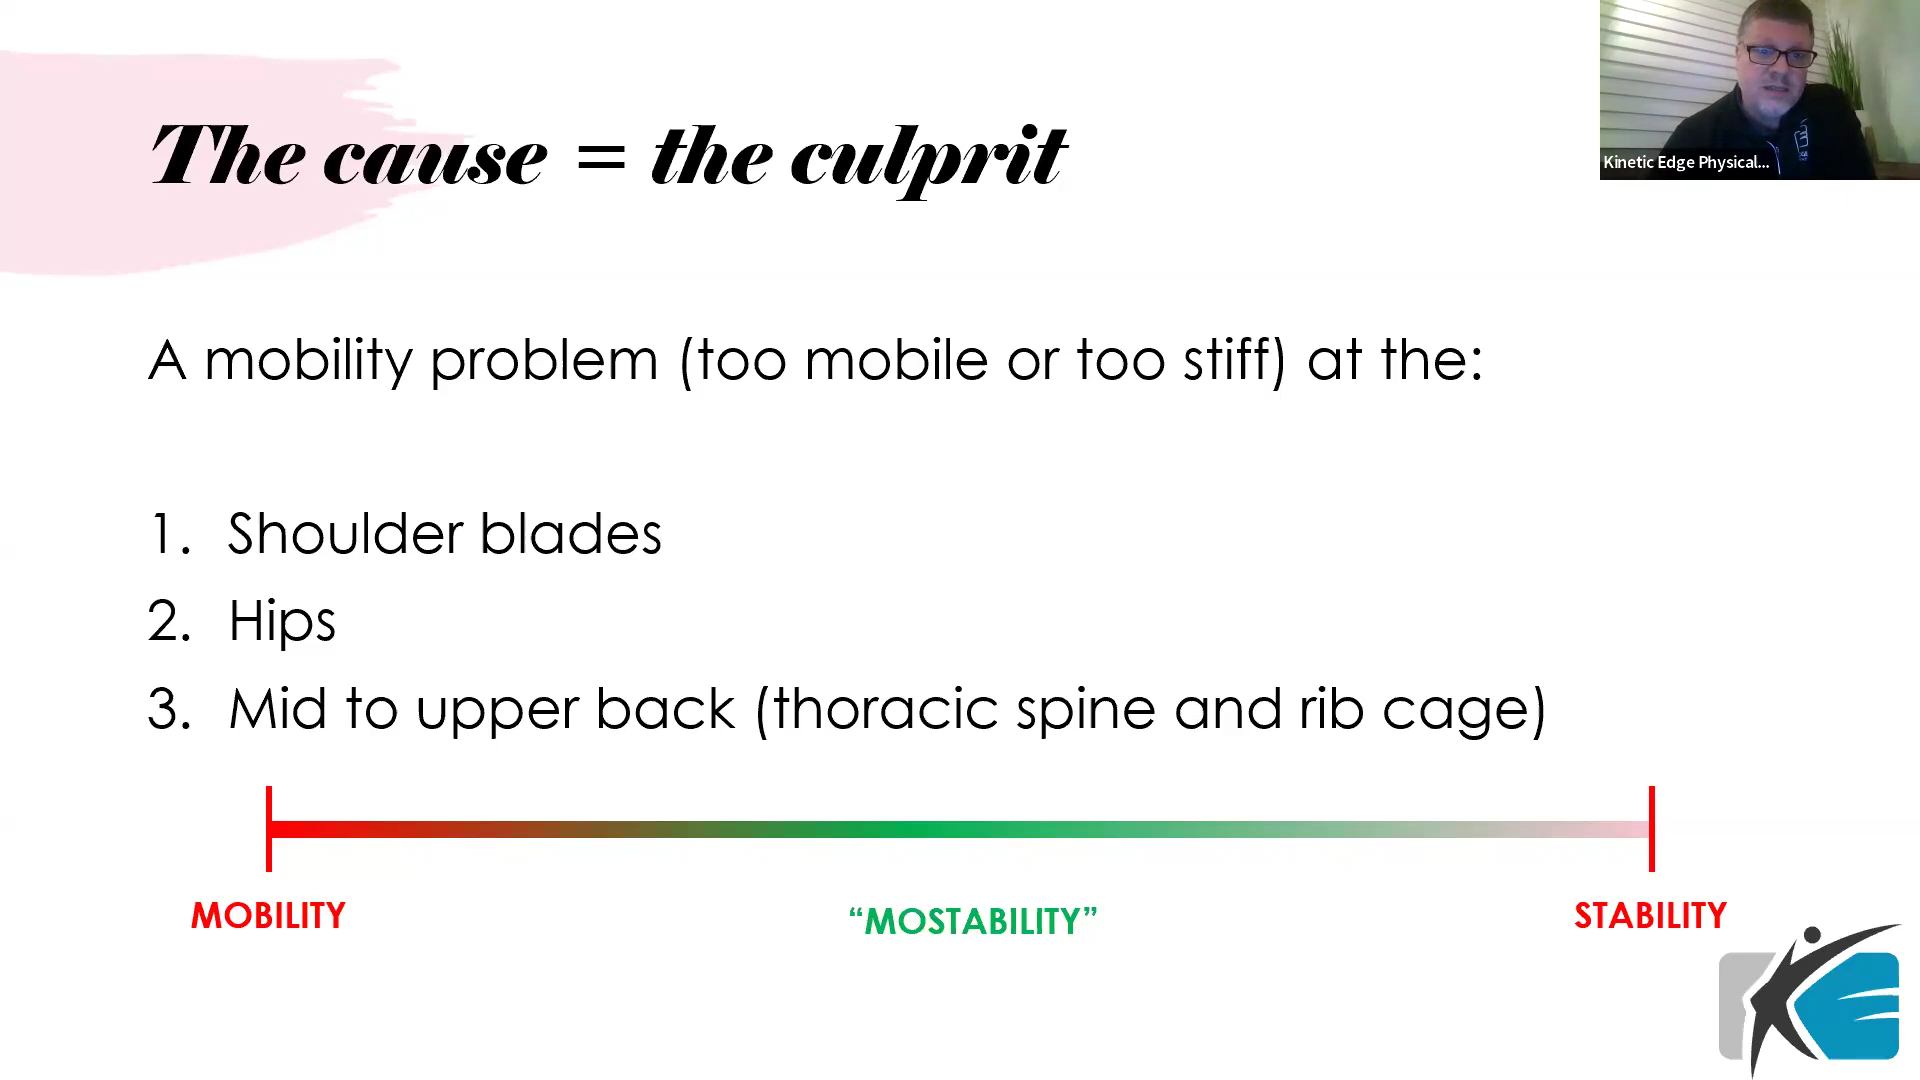 The cause = the culprit
Kinetic Edge Physical...
A mobility problem (too mobile or too stiff) at the:
1. Shoulder blades
2. Hips
3. Mid to upper back (thoracic spine and rib cage)
MOBILITY
“MOSTABILITY”
STABILITY